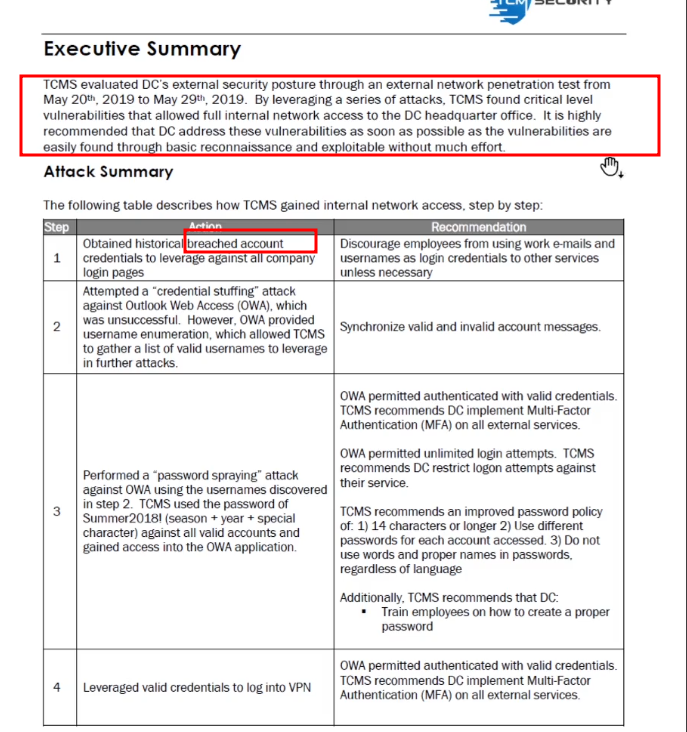 TCM SECURITY
Executive Summary
TCMS evaluated DC's external security posture through an external network penetration test from
May 20th, 2019 to May 29th, 2019.  By leveraging a series of attacks, TCMS found critical level
vulnerabilities that allowed full internal network access to the DC headquarter office.  It is highly
recommended that DC address these vulnerabilities as soon as possible as the vulnerabilities are
easily found through basic reconnaissance and exploitable without much effort.
Attack Summary
The following table describes how TCMS gained internal network access, step by step:
Step Action Recommendation
1
Obtained historical breached account
credentials to leverage against all company
login pages
Discourage employees from using work e-mails and
usernames as login credentials to other services
unless necessary
2
Attempted a "credential stuffing" attack
against Outlook Web Access (OWA), which
was unsuccessful.  However, OWA provided
username enumeration, which allowed TCMS
to gather a list of valid usernames to leverage
in further attacks.
Synchronize valid and invalid account messages.
3
Performed a "password spraying" attack
against OWA using the usernames discovered
in step 2.  TCMS used the password of
Summer2018! (season + year + special
character) against all valid accounts and
gained access into the OWA application.
OWA permitted authenticated with valid credentials.
TCMS recommends DC implement Multi-Factor
Authentication (MFA) on all external services.
OWA permitted unlimited login attempts.  TCMS
recommends DC restrict logon attempts against
their service.
TCMS recommends an improved password policy
of: 1) 14 characters or longer 2) Use different
passwords for each account accessed. 3) Do not
use words and proper names in passwords,
regardless of language
Additionally, TCMS recommends that DC:
▪ Train employees on how to create a proper
password
4
Leveraged valid credentials to log into VPN
OWA permitted authenticated with valid credentials.
TCMS recommends DC implement Multi-Factor
Authentication (MFA) on all external services.